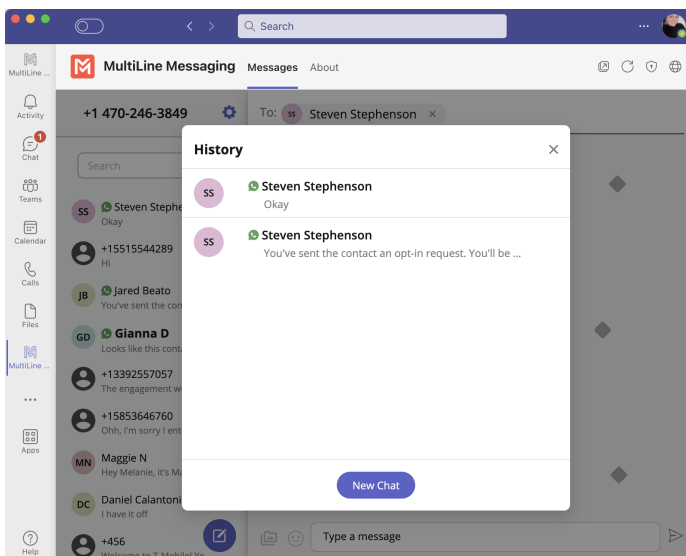 Search
MultiLine ...
MultiLine Messaging
Messages
About
Activity
1
Chat
Teams
Calendar
Calls
Files
MultiLine ...
Apps
Help
+1 470-246-3849
Search
SS
Steven Stephe
Okay
+15515544289
Hi
JB
Jared Beato
You've sent the con
GD
Gianna D
Looks like this conta
+13392557057
The engagement w
+15853646760
Ohh, I'm sorry I ent
MN
Maggie N
Hey Melanie, it's Ma
DC
Daniel Calantoni
I have it off
+456
Welcome to T-Mobile! Yo
To: SS Steven Stephenson ×
History
SS
Steven Stephenson
Okay
SS
Steven Stephenson
You've sent the contact an opt-in request. You'll be ...
New Chat
Type a message